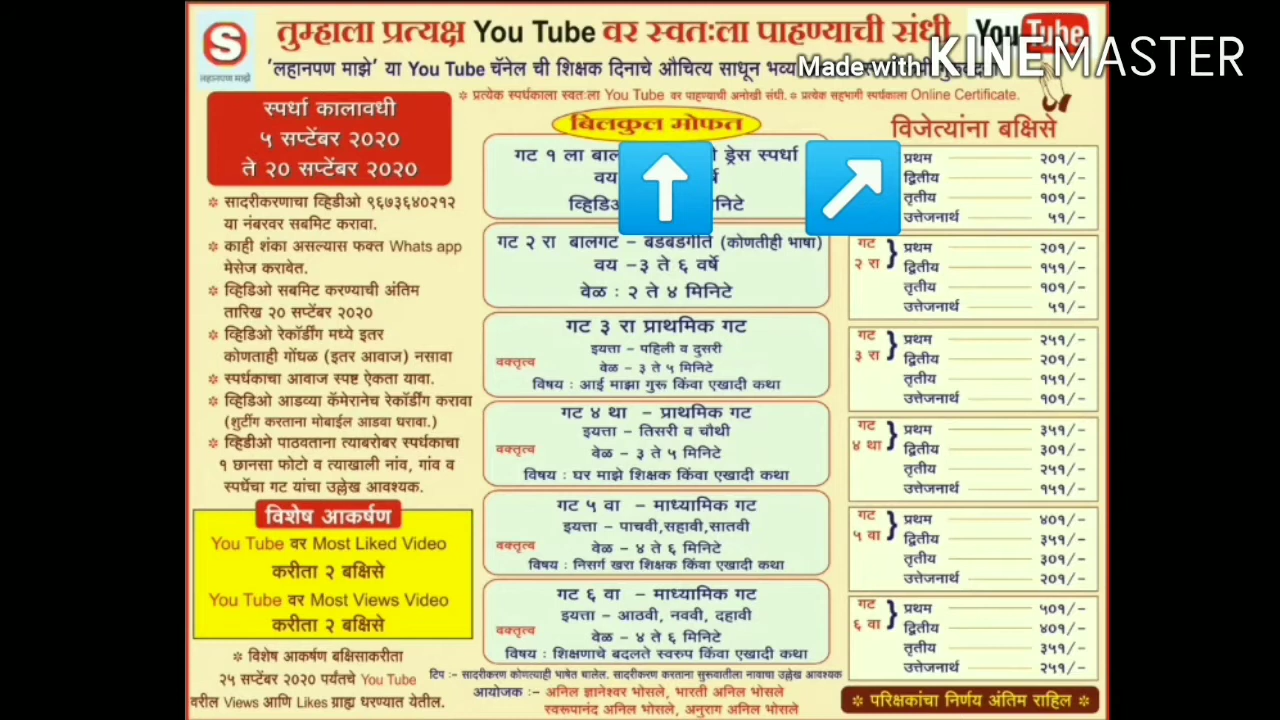 तुम्हाला प्रत्यक्ष You Tube वर स्वतःला पाहण्याची संधी
You Tube
S
लहानपण माझे
'लहानपण माझे' या You Tube चॅनेल ची शिक्षक दिनाचे औचित्य साधून भव्य
Made with KINEMASTER
* प्रत्येक स्पर्धकाला स्वतःला You Tube वर पाहण्याची अनोखी संधी. * प्रत्येक सहभागी स्पर्धकाला Online Certificate.
स्पर्धा कालावधी
५ सप्टेंबर २०२०
ते २० सप्टेंबर २०२०
* सादरीकरणाचा व्हिडीओ ९६७३६४०२१२
या नंबरवर सबमिट करावा.
* काही शंका असल्यास फक्त Whats app
मेसेज करावेत.
* व्हिडिओ सबमिट करण्याची अंतिम
तारिख २० सप्टेंबर २०२०
* व्हिडिओ रेकॉर्डींग मध्ये इतर
कोणताही गोंधळ (इतर आवाज) नसावा
* स्पर्धकाचा आवाज स्पष्ट ऐकता यावा.
* व्हिडिओ आडव्या कॅमेरानेच रेकॉर्डींग करावा
(शुटींग करताना मोबाईल आडवा धरावा.)
* व्हिडीओ पाठवताना त्याबरोबर स्पर्धकाचा
१ छानसा फोटो व त्याखाली नांव, गांव व
स्पर्धेचा गट यांचा उल्लेख आवश्यक.
विशेष आकर्षण
You Tube वर Most Liked Video
करीता २ बक्षिसे
You Tube वर Most Views Video
करीता २ बक्षिसे
* विशेष आकर्षण बक्षिसाकरीता
२५ सप्टेंबर २०२० पर्यंतचे You Tube
वरील Views आणि Likes ग्राह्य धरण्यात येतील.
बिलकुल मोफत
गट १ ला ड्रेस स्पर्धा
वय
गट २ रा बालगट – बडबडगीत (कोणतीही भाषा)
वय –३ ते ६ वर्षे
वेळ : २ ते ४ मिनिटे
गट ३ रा प्राथमिक गट
इयत्ता – पहिली व दुसरी
वक्तृत्व
वेळ – ३ ते ५ मिनिटे
विषय : आई माझा गुरू किंवा एखादी कथा
गट ४ था – प्राथमिक गट
इयत्ता – तिसरी व चौथी
वक्तृत्व
वेळ – ३ ते ५ मिनिटे
विषय : घर माझे शिक्षक किंवा एखादी कथा
गट ५ वा – माध्यामिक गट
इयत्ता – पाचवी,सहावी,सातवी
वक्तृत्व
वेळ – ४ ते ६ मिनिटे
विषय : निसर्ग खरा शिक्षक किंवा एखादी कथा
गट ६ वा – माध्यामिक गट
इयत्ता – आठवी, नववी, दहावी
वक्तृत्व
वेळ – ४ ते ६ मिनिटे
विषय : शिक्षणाचे बदलते स्वरुप किंवा एखादी कथा
टिप :– सादरीकरण कोणत्याही भाषेत चालेल. सादरीकरण करताना सुरूवातीला नावाचा उल्लेख आवश्यक
आयोजक :– अनिल ज्ञानेश्वर भोसले, भारती अनिल भोसले
स्वरूपानंद अनिल भोसले, अनुराग अनिल भोसले
विजेत्यांना बक्षिसे
प्रथम २०१/–
द्वितीय १५१/–
तृतीय १०१/–
उत्तेजनार्थ ५१/–
गट २ रा
प्रथम २०१/–
द्वितीय १५१/–
तृतीय १०१/–
उत्तेजनार्थ ५१/–
गट ३ रा
प्रथम २५१/–
द्वितीय २०१/–
तृतीय १५१/–
उत्तेजनार्थ १०१/–
गट ४ था
प्रथम ३५१/–
द्वितीय ३०१/–
तृतीय २५१/–
उत्तेजनार्थ १५१/–
गट ५ वा
प्रथम ४०१/–
द्वितीय ३५१/–
तृतीय ३०१/–
उत्तेजनार्थ २०१/–
गट ६ वा
प्रथम ५०१/–
द्वितीय ४०१/–
तृतीय ३५१/–
उत्तेजनार्थ २५१/–
* परिक्षकांचा निर्णय अंतिम राहिल *